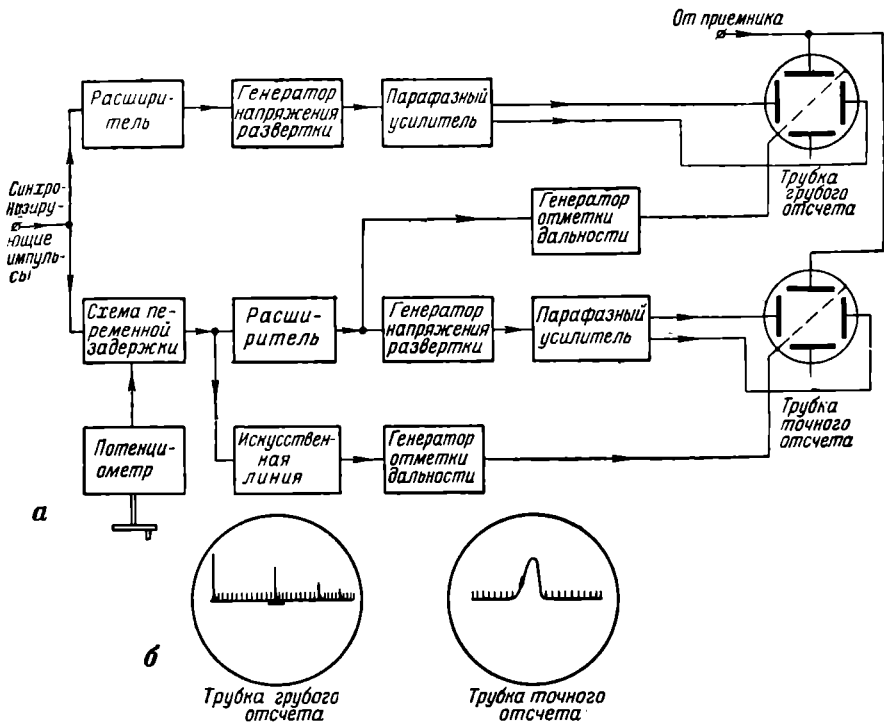 От приемника
Расшири-
тель
Генератор
напряжения
развертки
Парафазный
усилитель
Трубка
грубого
отсчета
Синхро-
низиру-
ющие
импуль-
сы
Генератор
отметки
дальности
Схема пе-
ременной
задержки
Расши-
ритель
Генератор
напряжения
развертки
Парафазный
усилитель
Трубка
точного
отсчета
Потенци-
ометр
Искусствен-
ная
линия
Генератор
отметки
дальности
а
б
Трубка грубого
отсчета
Трубка точного
отсчета